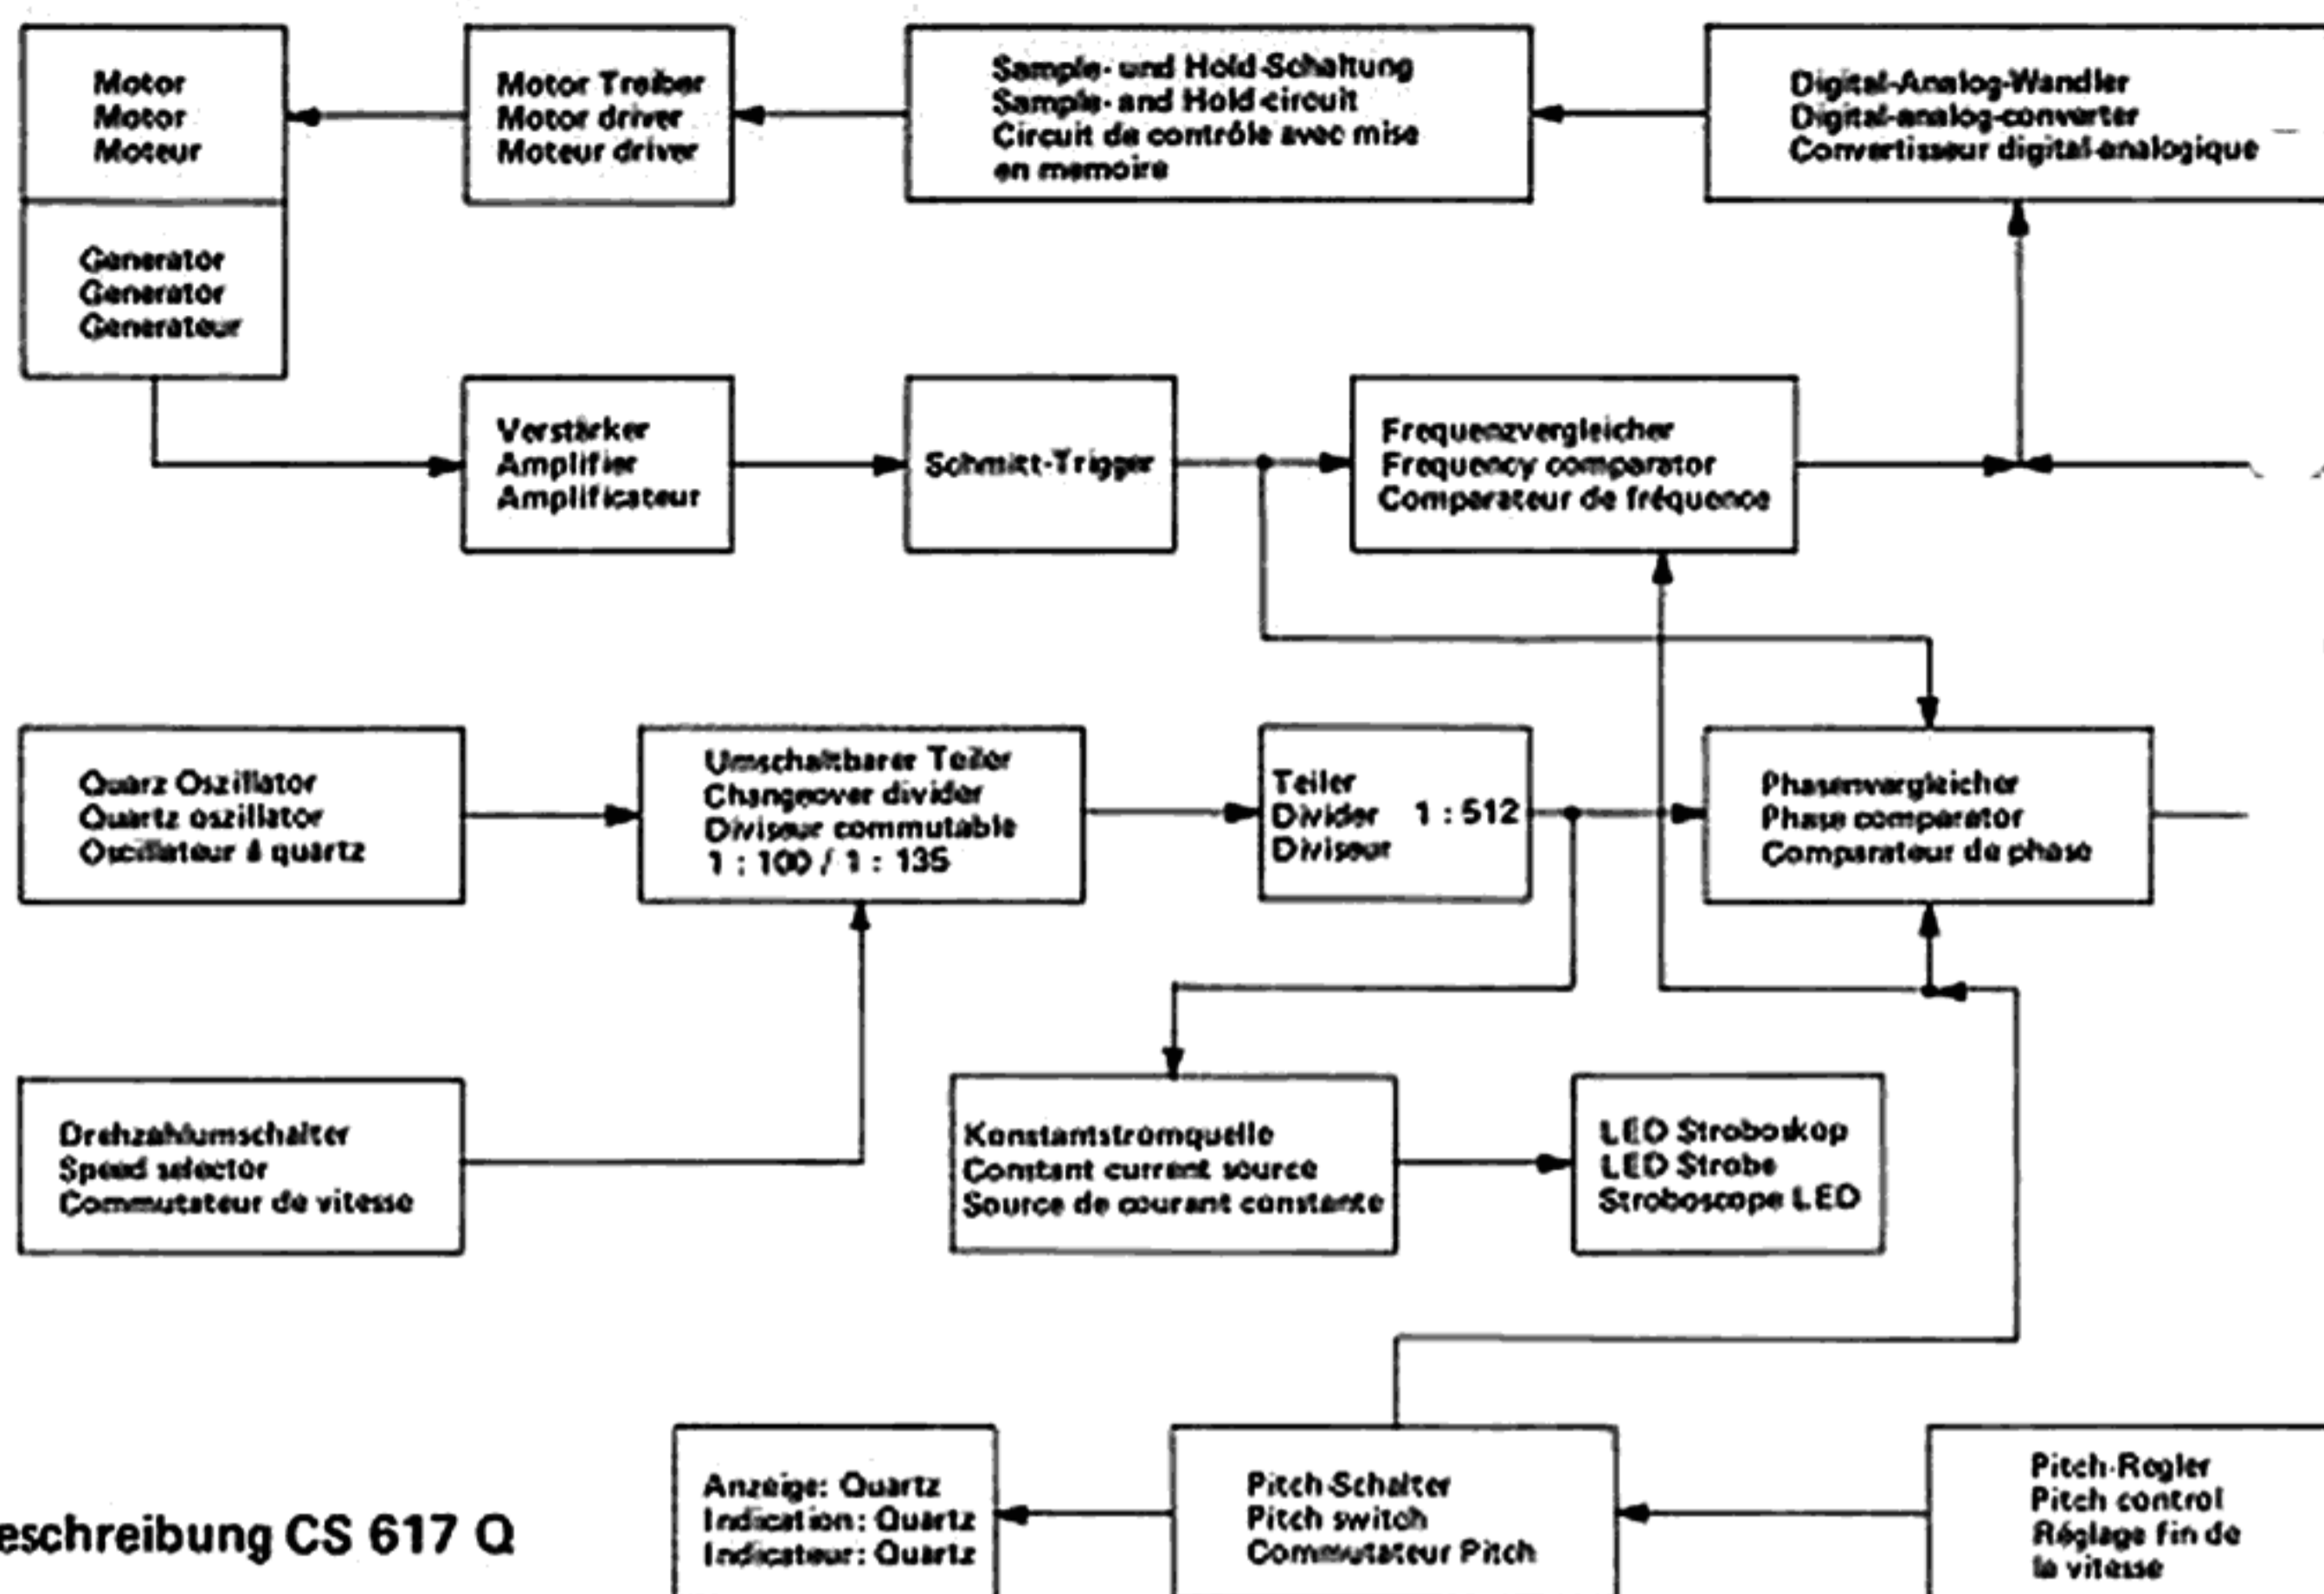 Motor
Motor
Moteur
Motor Treiber
Motor driver
Moteur driver
Sample- und Hold-Schaltung
Sample- and Hold-circuit
Circuit de contrôle avec mise
en memoire
Digital-Analog-Wandler
Digital-analog-converter
Convertisseur digital-analogique
Generator
Generator
Generateur
Verstärker
Amplifier
Amplificateur
Schmitt-Trigger
Frequenzvergleicher
Frequency comparator
Comparateur de fréquence
Quarz Oszillator
Quartz oszillator
Oscillateur à quartz
Umschaltbarer Teiler
Changeover divider
Diviseur commutable
1 : 100 / 1 : 135
Teiler
Divider 1 : 512
Diviseur
Phasenvergleicher
Phase comparator
Comparateur de phase
Drehzahlumschalter
Speed selector
Commutateur de vitesse
Konstantstromquelle
Constant current source
Source de courant constante
LED Stroboskop
LED Strobe
Stroboscope LED
Anzeige: Quartz
Indication: Quartz
Indicateur: Quartz
Pitch-Schalter
Pitch switch
Commutateur Pitch
Pitch-Regler
Pitch control
Réglage fin de
la vitesse
eschreibung CS 617 Q